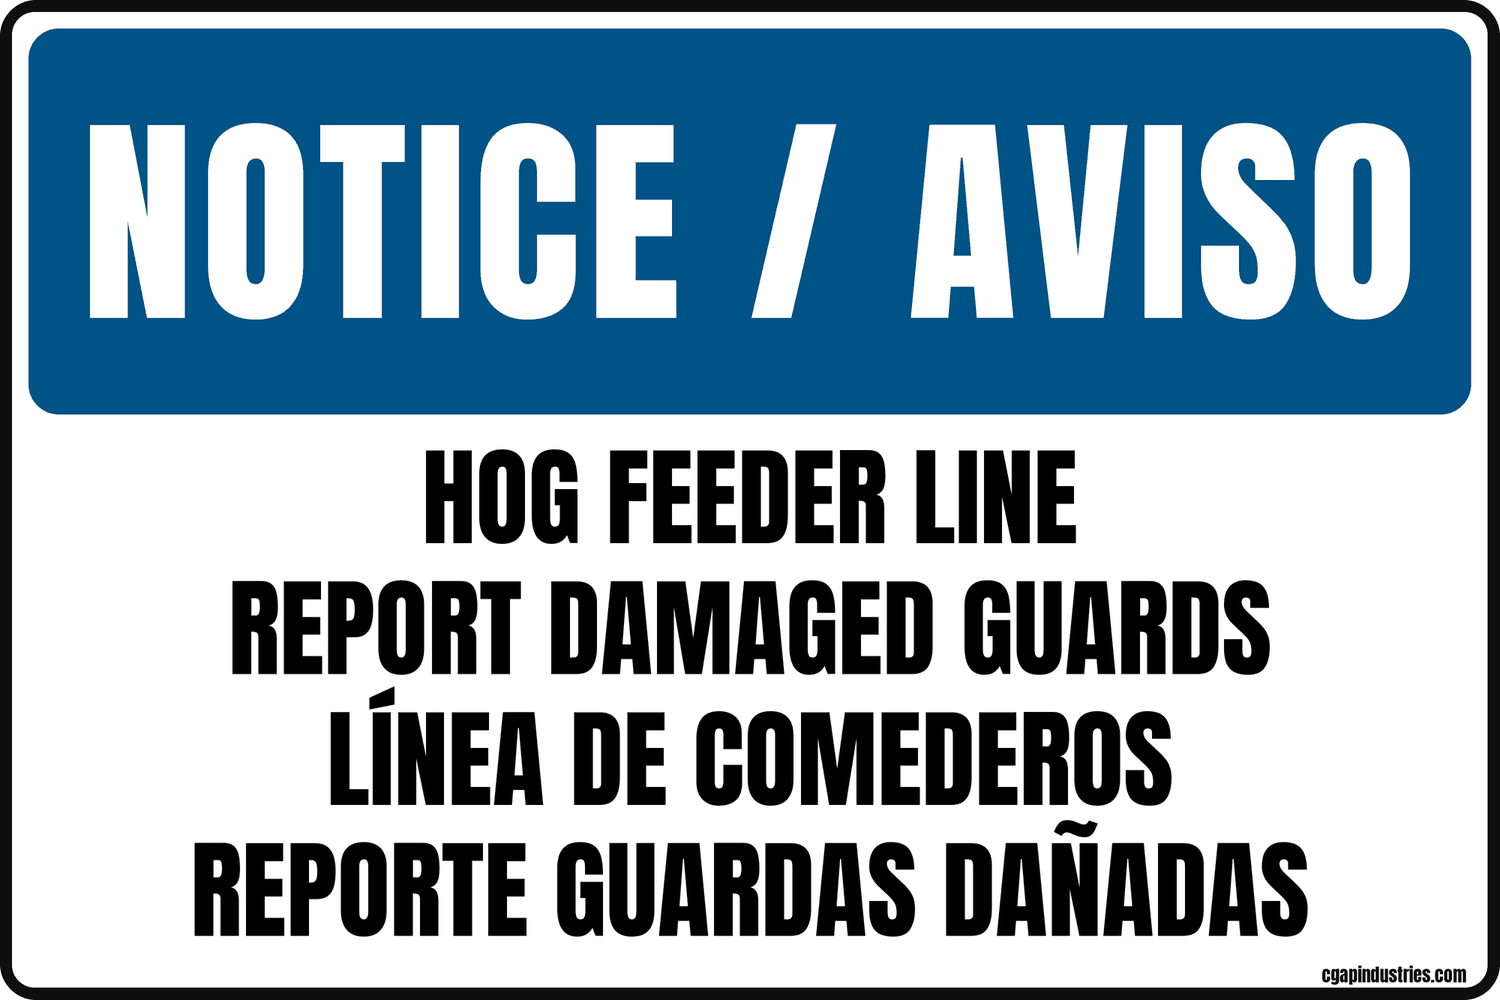 NOTICE / AVISO
HOG FEEDER LINE
REPORT DAMAGED GUARDS
LÍNEA DE COMEDEROS
REPORTE GUARDAS DAÑADAS
cgapindustries.com